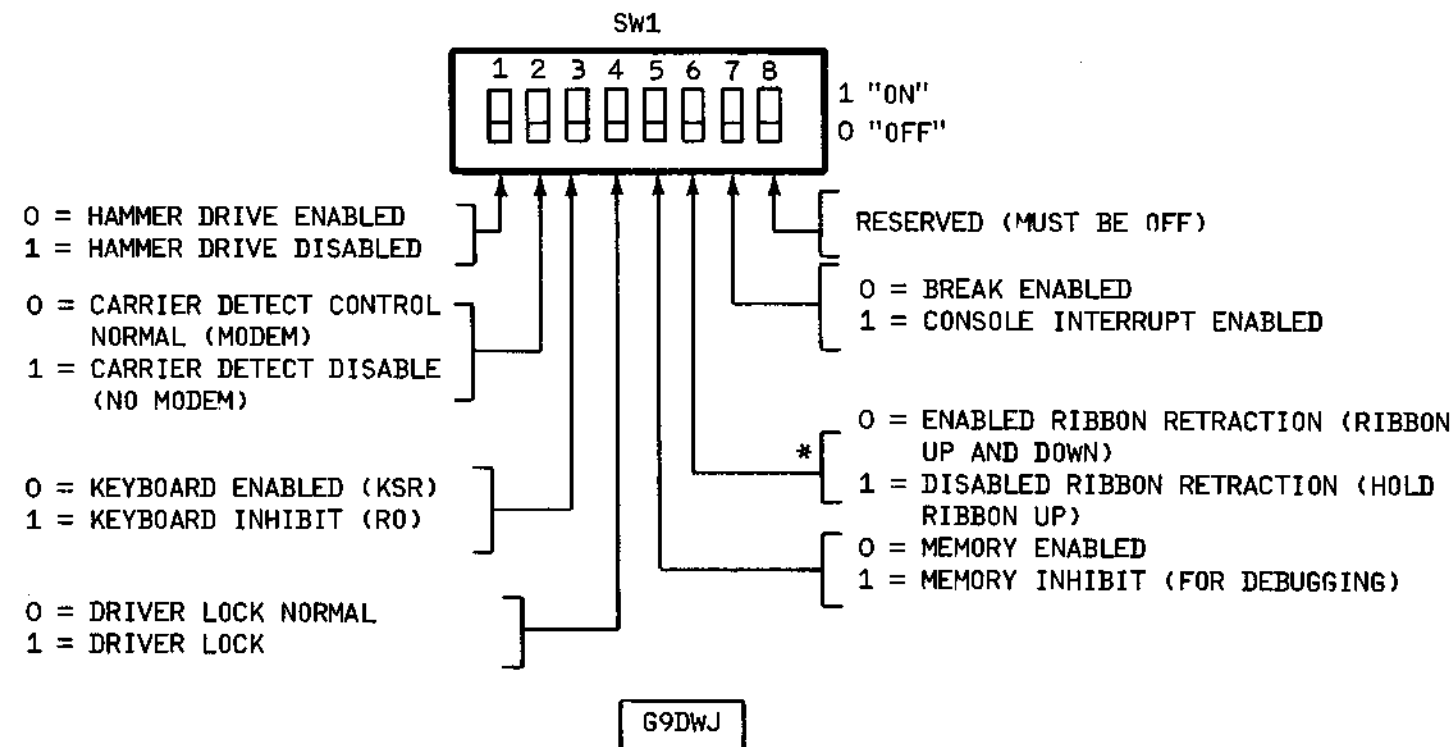 SW1
1 2 3 4 5 6 7 8
1 "ON"
0 "OFF"
0 = HAMMER DRIVE ENABLED
1 = HAMMER DRIVE DISABLED
0 = CARRIER DETECT CONTROL
NORMAL (MODEM)
1 = CARRIER DETECT DISABLE
(NO MODEM)
0 = KEYBOARD ENABLED (KSR)
1 = KEYBOARD INHIBIT (RO)
0 = DRIVER LOCK NORMAL
1 = DRIVER LOCK
RESERVED (MUST BE OFF)
0 = BREAK ENABLED
1 = CONSOLE INTERRUPT ENABLED
*
0 = ENABLED RIBBON RETRACTION (RIBBON
UP AND DOWN)
1 = DISABLED RIBBON RETRACTION (HOLD
RIBBON UP)
0 = MEMORY ENABLED
1 = MEMORY INHIBIT (FOR DEBUGGING)
G9DWJ